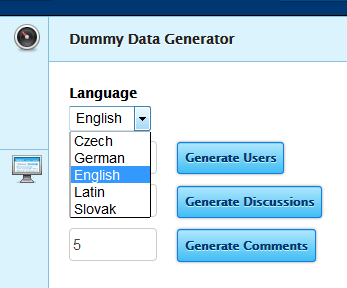 Dummy Data Generator
Language
English
Czech
German
English
Latin
Slovak
Generate Users
Generate Discussions
5
Generate Comments